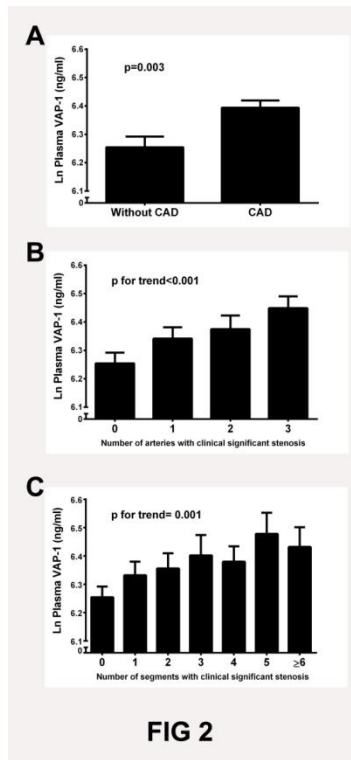 A
Ln Plasma VAP-1 (ng/ml)
6.6
6.5
6.4
6.3
6.2
6.1
0
p=0.003
Without CAD CAD
B
Ln Plasma VAP-1 (ng/ml)
6.6
6.5
6.4
6.3
6.2
6.1
0
p for trend<0.001
0 1 2 3
Number of arteries with clinical significant stenosis
C
Ln Plasma VAP-1 (ng/ml)
6.6
6.5
6.4
6.3
6.2
6.1
0
p for trend= 0.001
0 1 2 3 4 5 ≥6
Number of segments with clinical significant stenosis
FIG 2